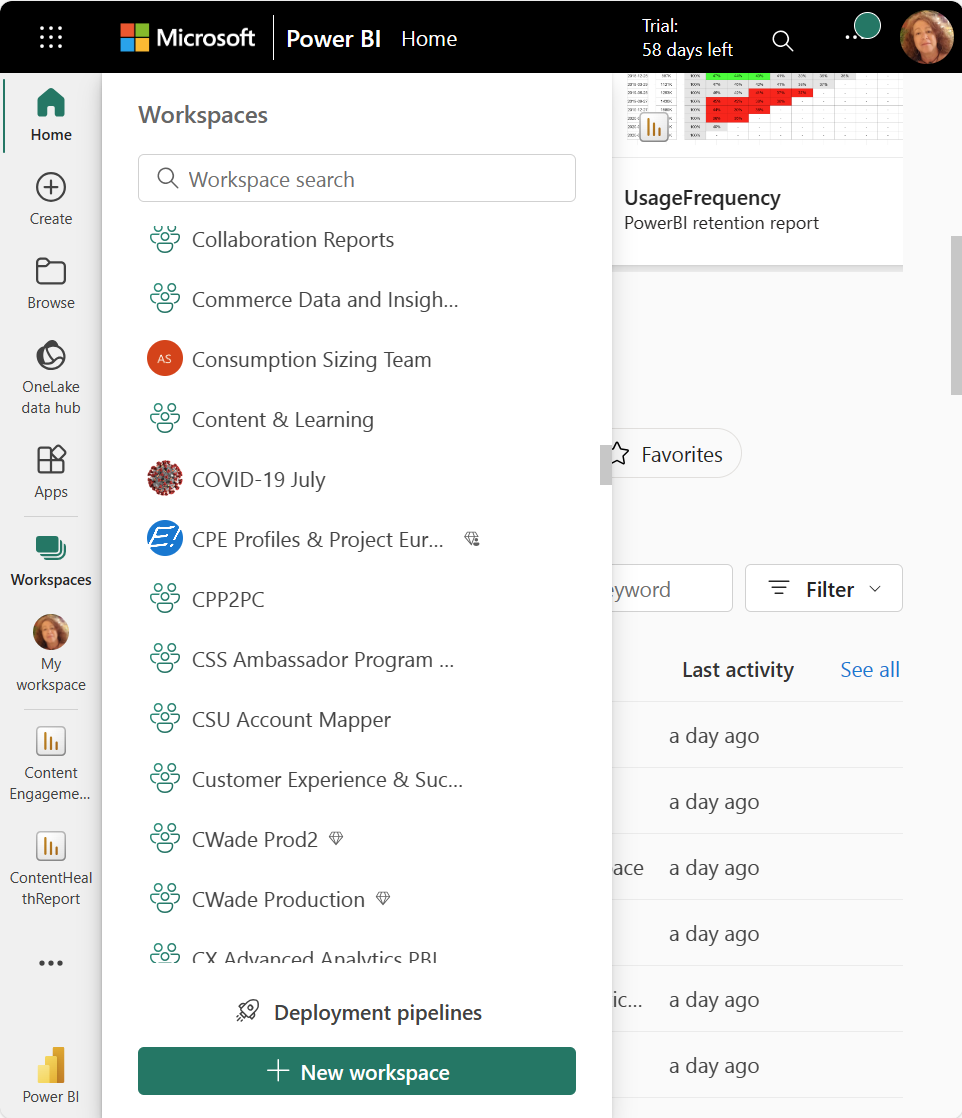 Microsoft Power BI Home
Trial:
58 days left
Home
Create
Browse
OneLake
data hub
Apps
Workspaces
My
workspace
Content
Engageme...
ContentHeal
thReport
Power BI
Workspaces
Workspace search
Collaboration Reports
Commerce Data and Insigh...
AS
Consumption Sizing Team
Content & Learning
COVID-19 July
E!
CPE Profiles & Project Eur...
CPP2PC
CSS Ambassador Program ...
CSU Account Mapper
Customer Experience & Suc...
CWade Prod2
CWade Production
CX Advanced Analytics PBI
Deployment pipelines
New workspace
UsageFrequency
PowerBI retention report
Favorites
eyword
Filter
Last activity
See all
a day ago
a day ago
ace a day ago
a day ago
ic... a day ago
a day ago